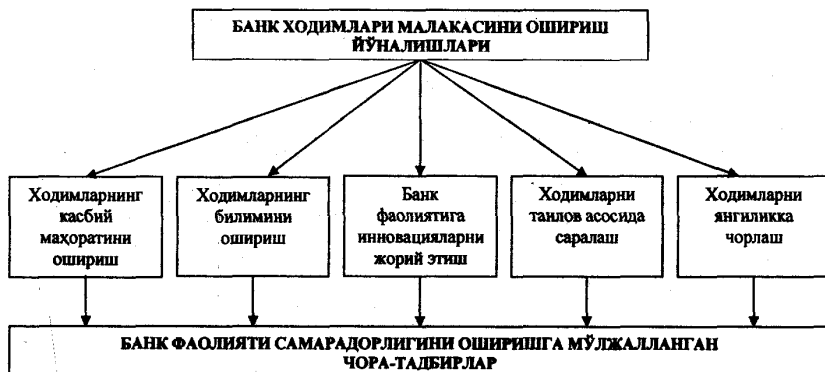 БАНК ХОДИМЛАРИ МАЛАКАСИНИ ОШИРИШ
ЙЎНАЛИШЛАРИ
Ходимларнинг
касбий
маҳоратини
ошириш
Ходимларнинг
билимини
ошириш
Банк
фаолиятига
инновацияларни
жорий этиш
Ходимларни
танлов асосида
саралаш
Ходимларни
янгиликка
чорлаш
БАНК ФАОЛИЯТИ САМАРАДОРЛИГИНИ ОШИРИШГА МЎЛЖАЛЛАНГАН
ЧОРА-ТАДБИРЛАР